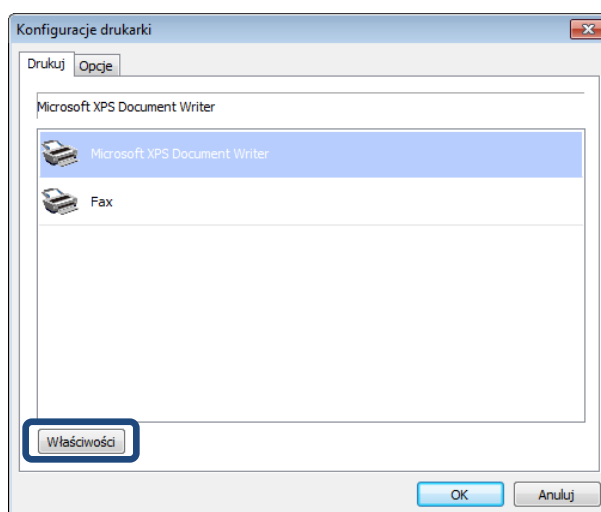 Konfiguracje drukarki
Drukuj Opcje
Microsoft XPS Document Writer
Microsoft XPS Document Writer
Fax
Właściwości
OK Anuluj